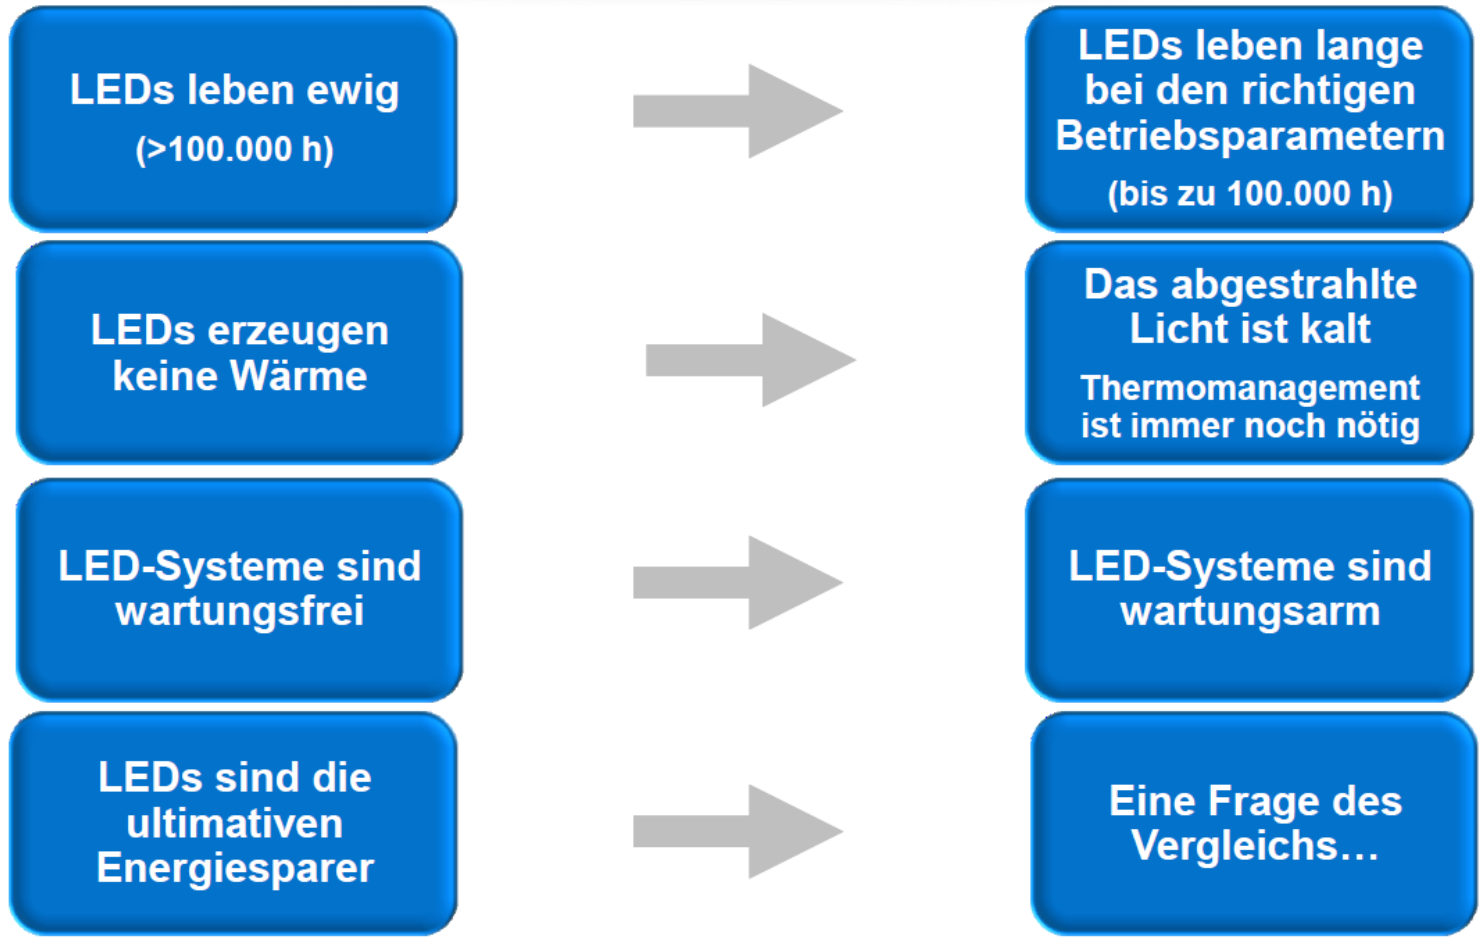 LEDs leben ewig
(>100.000 h)
LEDs leben lange
bei den richtigen
Betriebsparametern
(bis zu 100.000 h)
LEDs erzeugen
keine Wärme
Das abgestrahlte
Licht ist kalt
Thermomanagement
ist immer noch nötig
LED-Systeme sind
wartungsfrei
LED-Systeme sind
wartungsarm
LEDs sind die
ultimativen
Energiesparer
Eine Frage des
Vergleichs…